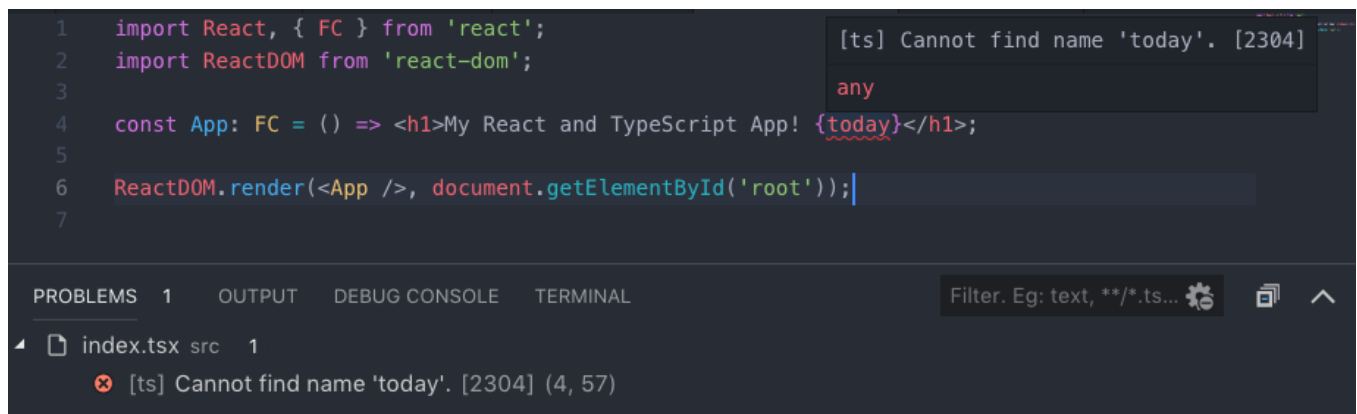 1 import React, { FC } from 'react';
2 import ReactDOM from 'react-dom';
3
4 const App: FC = () => <h1>My React and TypeScript App! {today}</h1>;
5
6 ReactDOM.render(<App />, document.getElementById('root'));
7
[ts] Cannot find name 'today'. [2304]
any
PROBLEMS 1 OUTPUT DEBUG CONSOLE TERMINAL Filter. Eg: text, **/*.ts...
index.tsx src 1
[ts] Cannot find name 'today'. [2304] (4, 57)